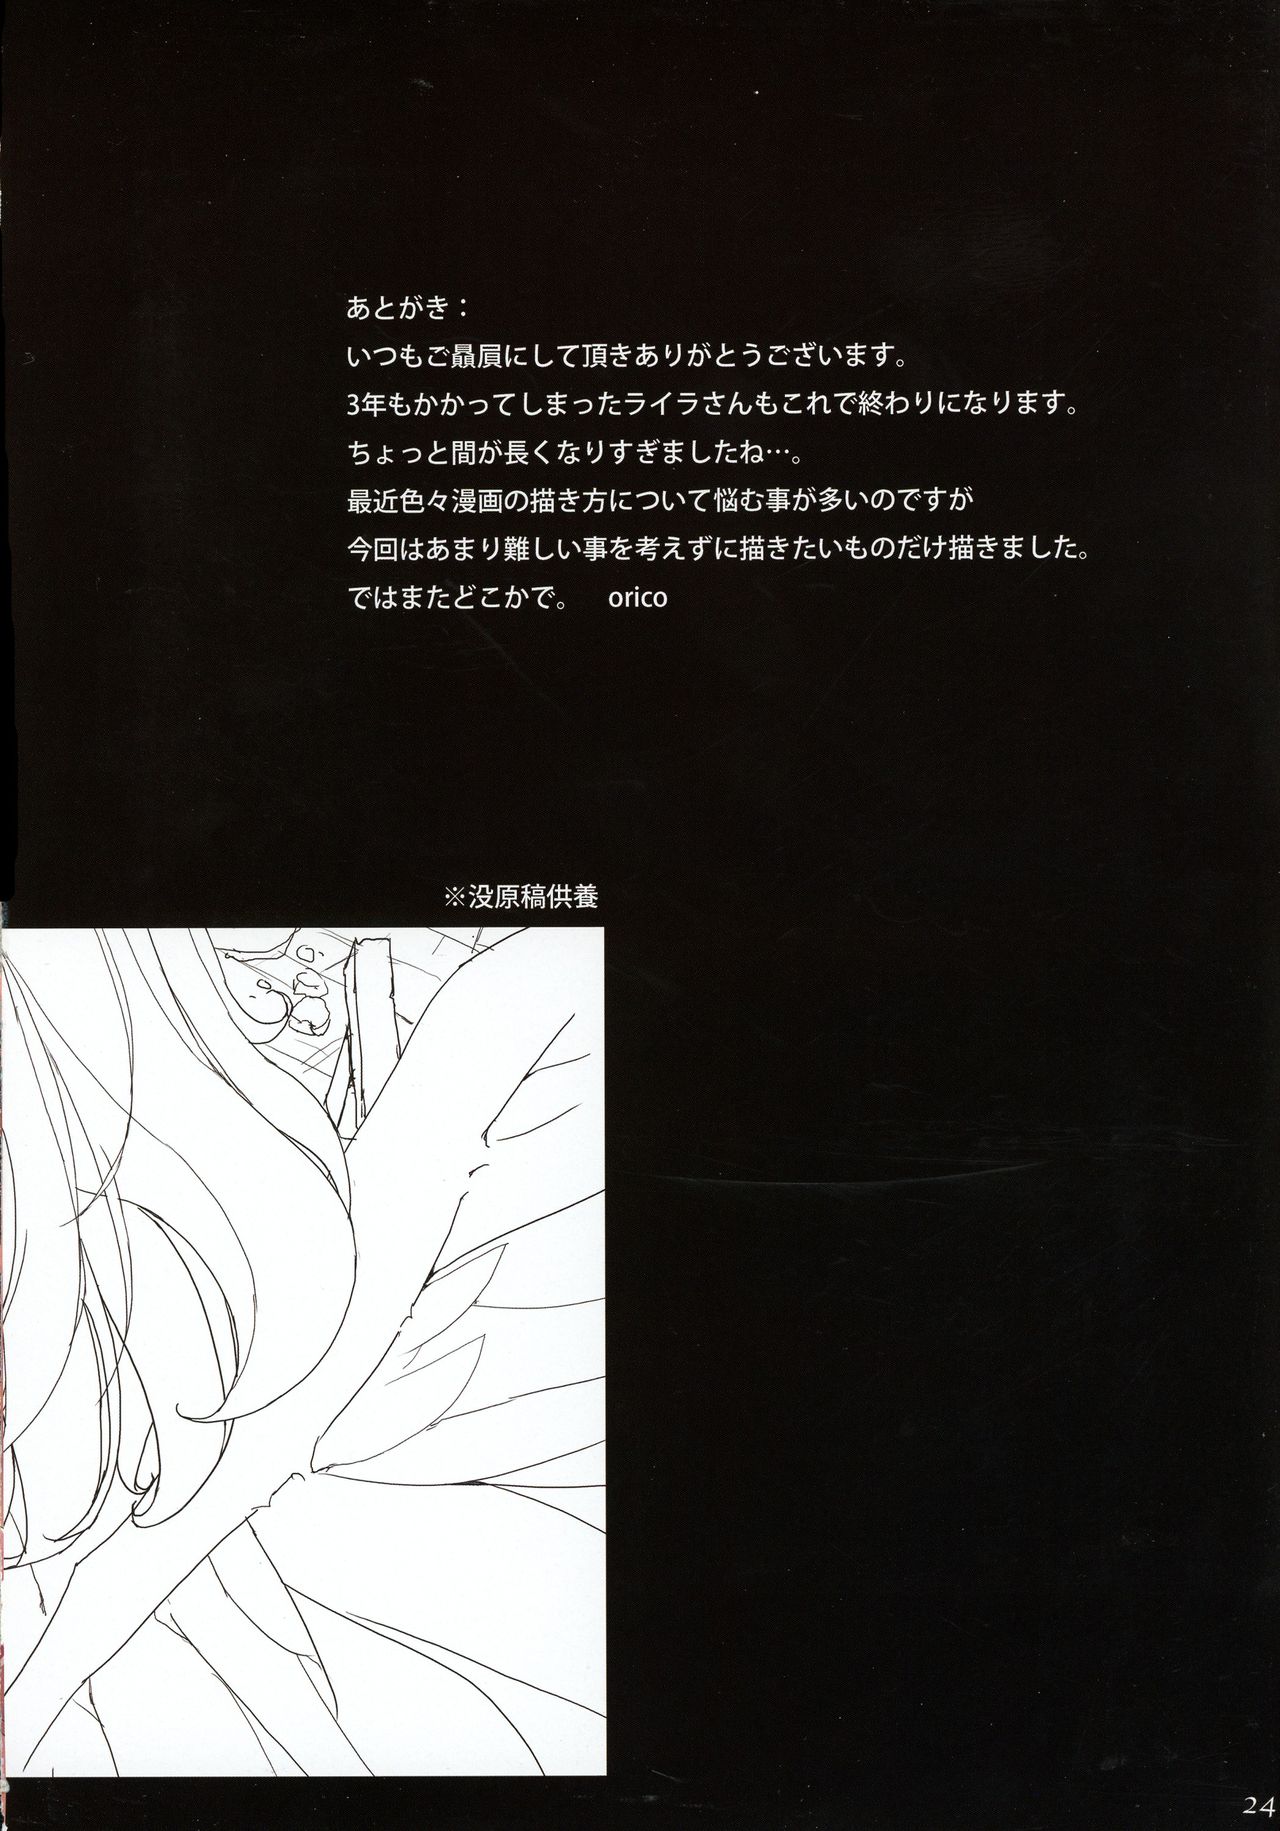 あとがき：
いつもご贔屓にして頂きありがとうございます。
3年もかかってしまったライラさんもこれで終わりになります。
ちょっと間が長くなりすぎましたね…。
最近色々漫画の描き方について悩む事が多いのですが
今回はあまり難しい事を考えずに描きたいものだけ描きました。
ではまたどこかで。　orico
※没原稿供養
24